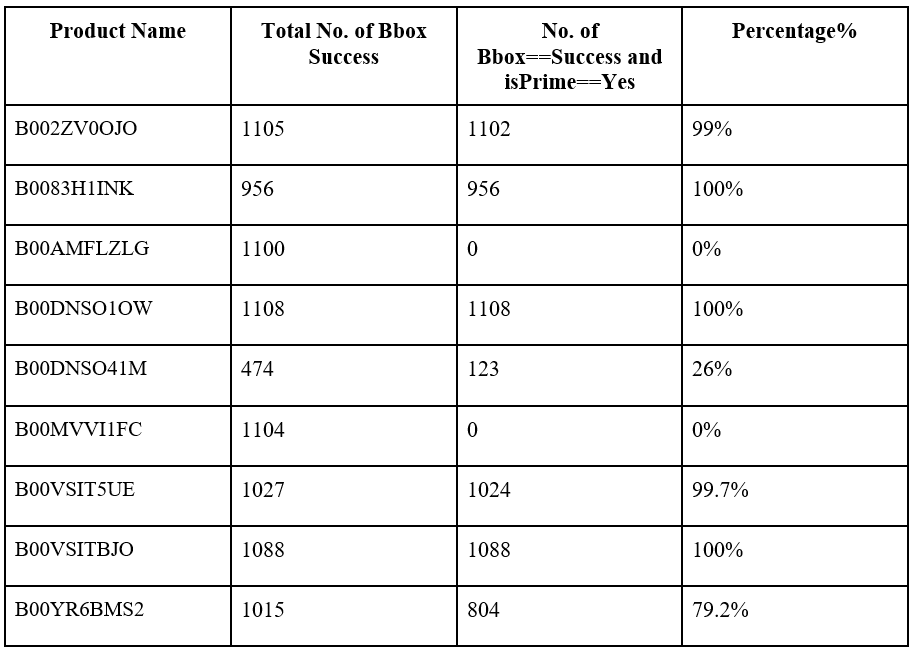 Product Name Total No. of Bbox Success No. of Bbox==Success and isPrime==Yes Percentage%
B002ZV0OJO 1105 1102 99%
B0083H1INK 956 956 100%
B00AMFLZLG 1100 0 0%
B00DNSO1OW 1108 1108 100%
B00DNSO41M 474 123 26%
B00MVVI1FC 1104 0 0%
B00VSIT5UE 1027 1024 99.7%
B00VSITBJO 1088 1088 100%
B00YR6BMS2 1015 804 79.2%